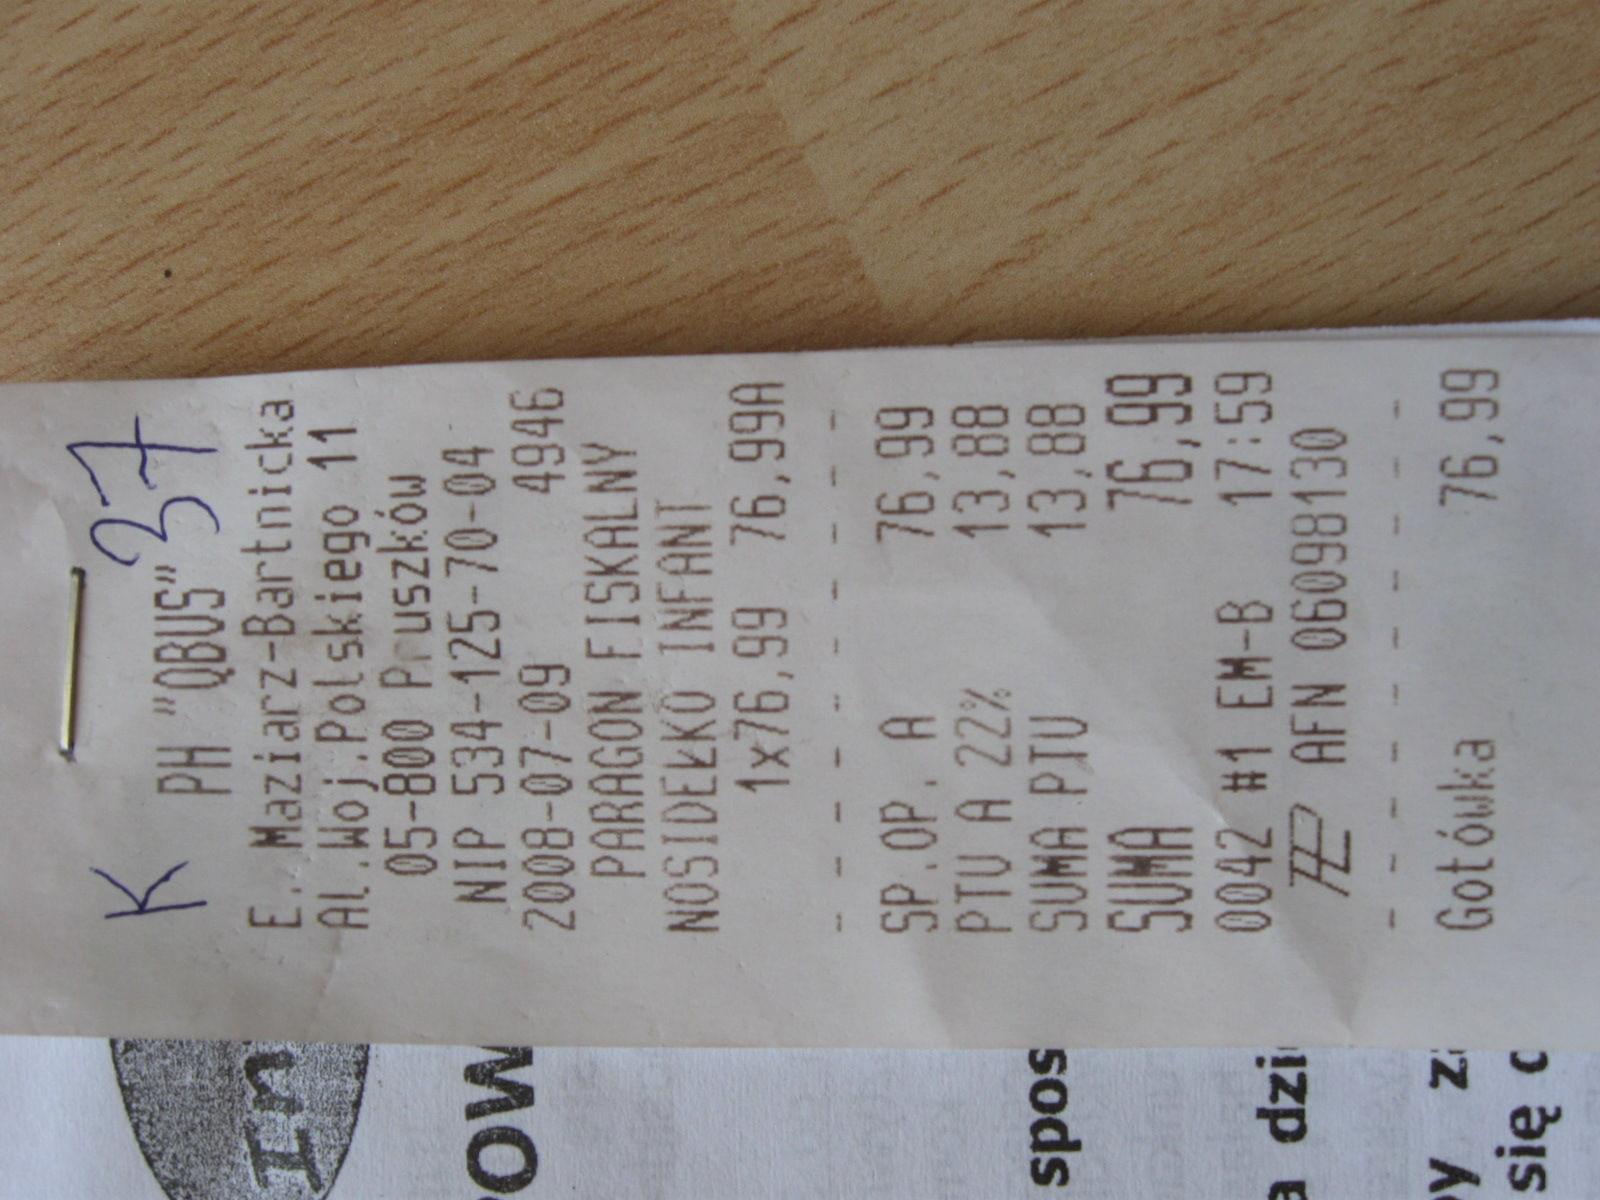 K 37
PH "QBUS"
E. Maziarz-Bartnicka
Al.Woj.Polskiego 11
05-800 Pruszków
NIP 534-125-70-04
2008-07-09 4946
PARAGON FISKALNY
NOSIDEŁKO INFANT
1x76,99 76,99A
- - - - - - - -
SP.OP. A 76,99
PTU A 22% 13,88
SUMA PTU 13,88
SUMA 76,99
0042 #1 EM-B 17:59
AFN 06098130
- - - - - - - -
Gotówka 76,99
In
OW
spos
a dzi
y za
się